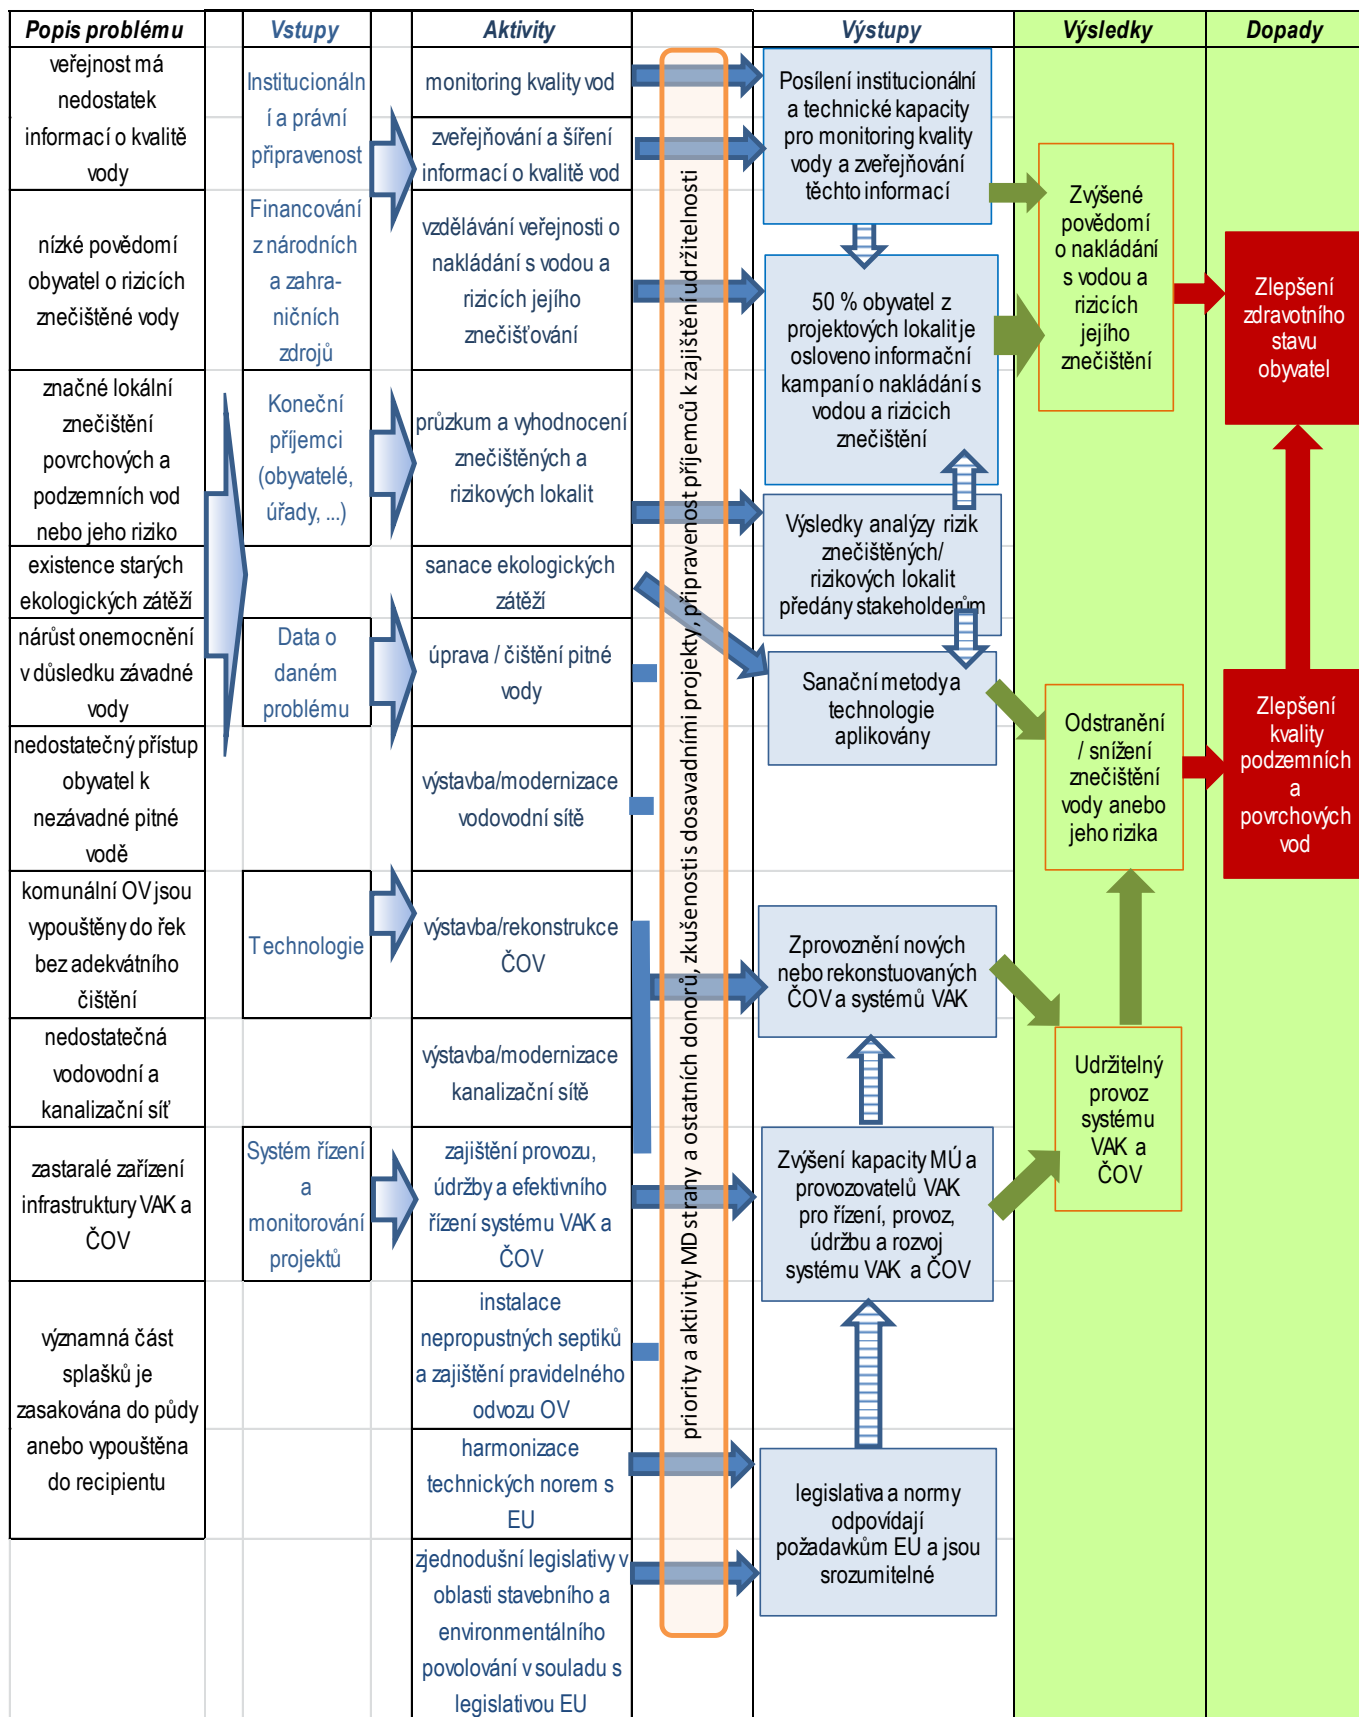 Popis problému
Vstupy
Aktivity
Výstupy
Výsledky
Dopady
veřejnost má
nedostatek
informací o kvalitě
vody
nízké povědomí
obyvatel o rizicích
znečištěné vody
značné lokální
znečištění
povrchových a
podzemních vod
nebo jeho riziko
existence starých
ekologických zátěží
nárůst onemocnění
v důsledku závadné
vody
nedostatečný přístup
obyvatel k
nezávadné pitné
vodě
komunální OV jsou
vypouštěny do řek
bez adekvátního
čištění
nedostatečná
vodovodní a
kanalizační síť
zastaralé zařízení
infrastruktury VAK a
ČOV
významná část
splašků je
zasakována do půdy
anebo vypouštěna
do recipientu
Institucionáln
í a právní
připravenost
Financování
z národních
a zahra-
ničních
zdrojů
Koneční
příjemci
(obyvatelé,
úřady, ...)
Data o
daném
problému
Technologie
Systém řízení
a
monitorování
projektů
monitoring kvality vod
zveřejňování a šíření
informací o kvalitě vod
vzdělávání veřejnosti o
nakládání s vodou a
rizicích jejího
znečišťování
průzkum a vyhodnocení
znečištěných a
rizikových lokalit
sanace ekologických
zátěží
úprava / čištění pitné
vody
výstavba/modernizace
vodovodní sítě
výstavba/rekonstrukce
ČOV
výstavba/modernizace
kanalizační sítě
zajištění provozu,
údržby a efektivního
řízení systému VAK a
ČOV
instalace
nepropustných septiků
a zajištění pravidelného
odvozu OV
harmonizace
technických norem s
EU
zjednodušní legislativy v
oblasti stavebního a
environmentálního
povolování v souladu s
legislativou EU
priority a aktivity MD strany a ostatních donorů, zkušenosti s dosavadními projekty, připravenost příjemců k zajištění udržitelnosti
Posílení institucionální
a technické kapacity
pro monitoring kvality
vody a zveřejňování
těchto informací
50 % obyvatel z
projektových lokalit je
osloveno informační
kampaní o nakládání s
vodou a rizicich
znečištění
Výsledky analýzy rizik
znečištěných/
rizikových lokalit
předány stakeholderům
Sanační metody a
technologie
aplikovány
Zprovoznění nových
nebo rekonstuovaných
ČOV a systémů VAK
Zvýšení kapacity MÚ a
provozovatelů VAK
pro řízení, provoz,
údržbu a rozvoj
systému VAK a ČOV
legislativa a normy
odpovídají
požadavkům EU a jsou
srozumitelné
Zvýšené
povědomí
o nakládání
s vodou a
rizicích
jejího
znečištění
Odstranění
/ snížení
znečištění
vody anebo
jeho rizika
Udržitelný
provoz
systému
VAK a
ČOV
Zlepšení
zdravotního
stavu
obyvatel
Zlepšení
kvality
podzemních
a
povrchových
vod